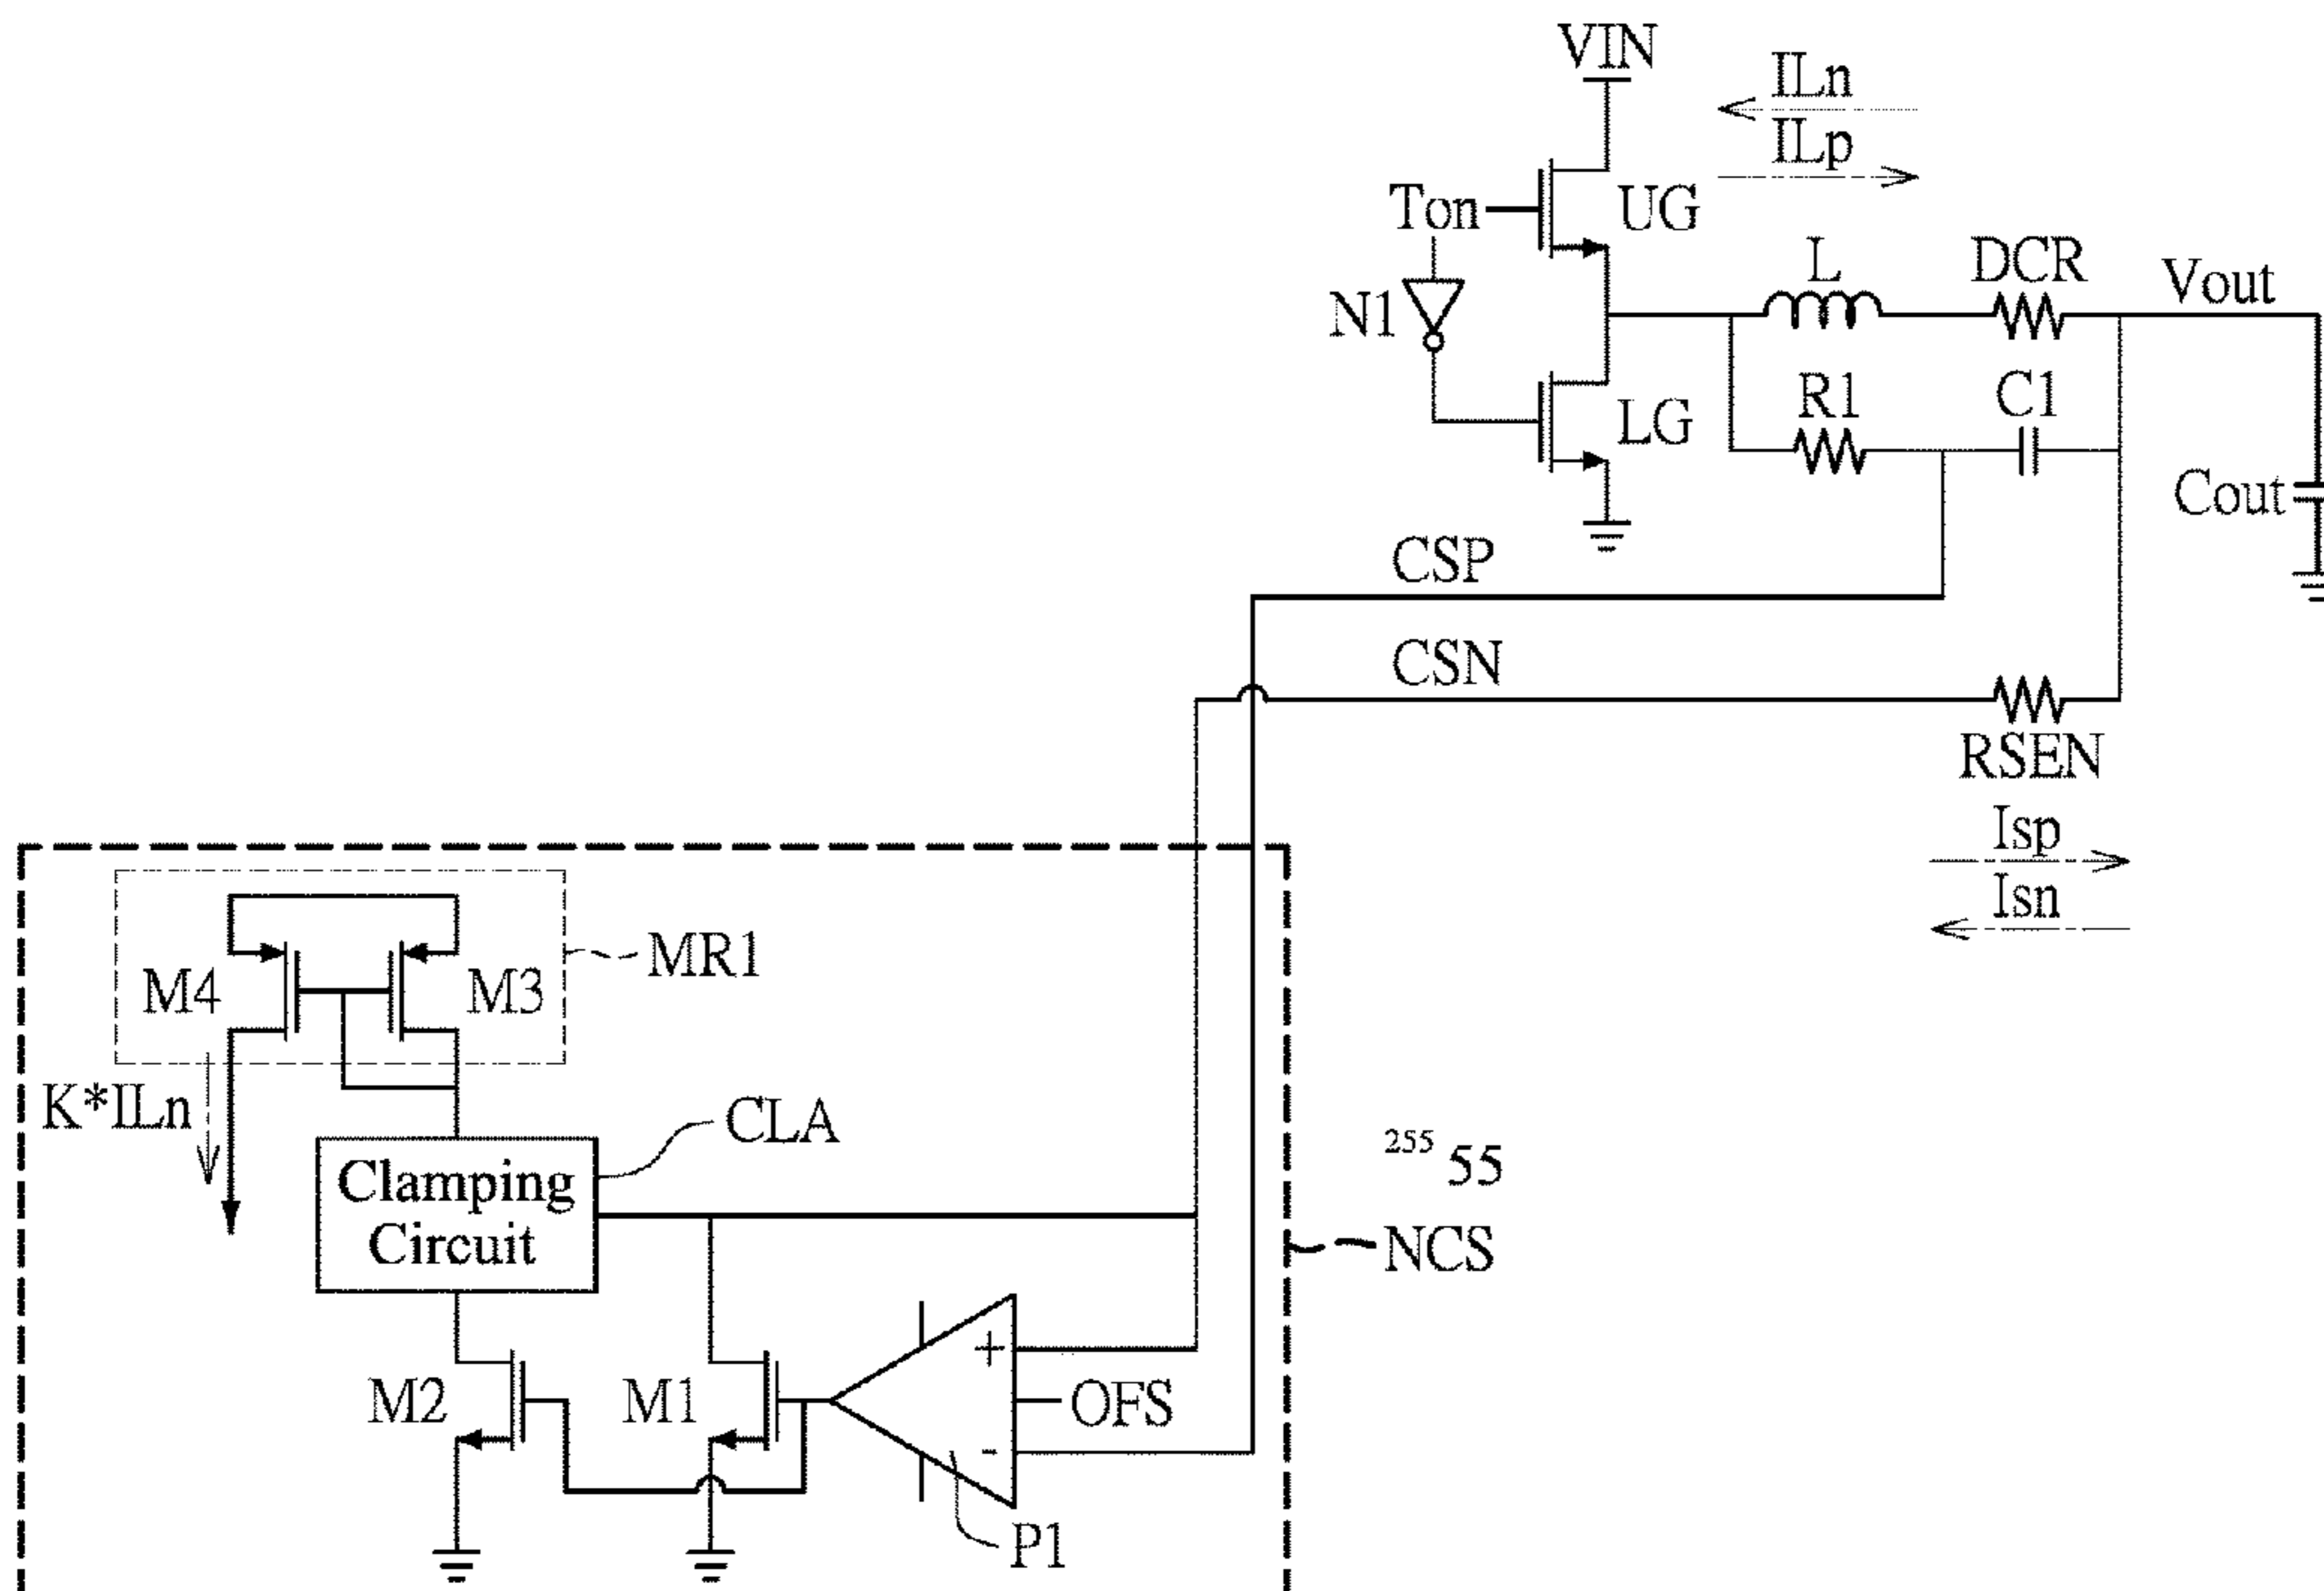 VIN
ILn
ILp
Ton
UG
L
DCR
Vout
N1
R1
C1
LG
Cout
CSP
CSN
RSEN
Isp
Isn
M4
M3
MR1
K*ILn
CLA
Clamping
Circuit
255 55
NCS
+
M2
M1
OFS
-
P1